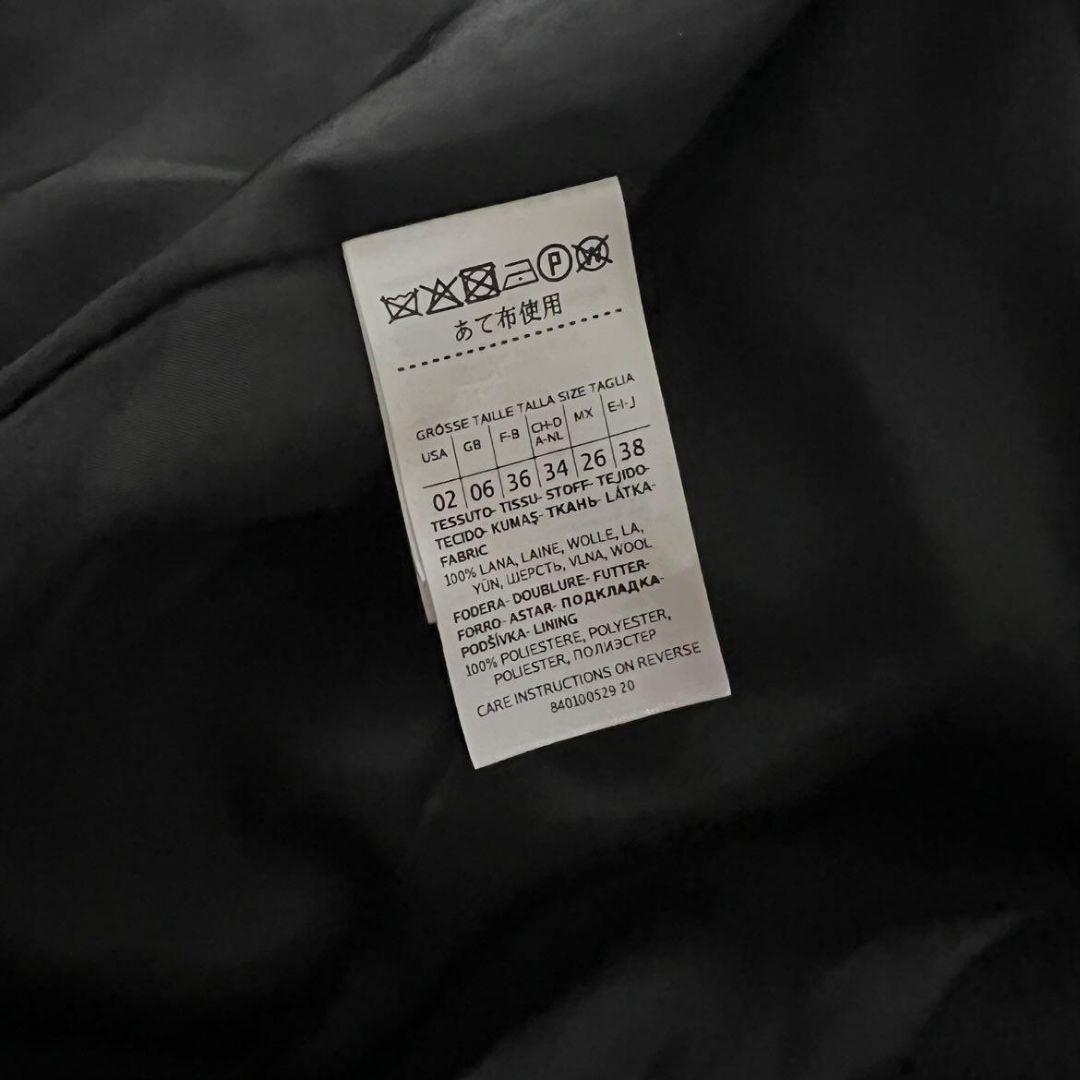 P W
あて布使用
GRÖSSE TAILLE TALLA SIZE TAGLIA
USA GB F-B CH-D A-NL MX E-I-J
02 06 36 34 26 38
TESSUTO- TISSU- STOFF- TEJIDO-
TECIDO- KUMAŞ- ТКАНЬ- LÁTKA-
FABRIC
100% LANA, LAINE, WOLLE, LA,
YÜN, ШЕРСТЬ, VLNA, WOOL
FODERA- DOUBLURE- FUTTER-
FORRO- ASTAR- ПОДКЛАДКА-
PODŠÍVKA- LINING
100% POLIESTERE, POLYESTER,
POLIESTER, ПОЛИЭСТЕР
CARE INSTRUCTIONS ON REVERSE
840100529 20